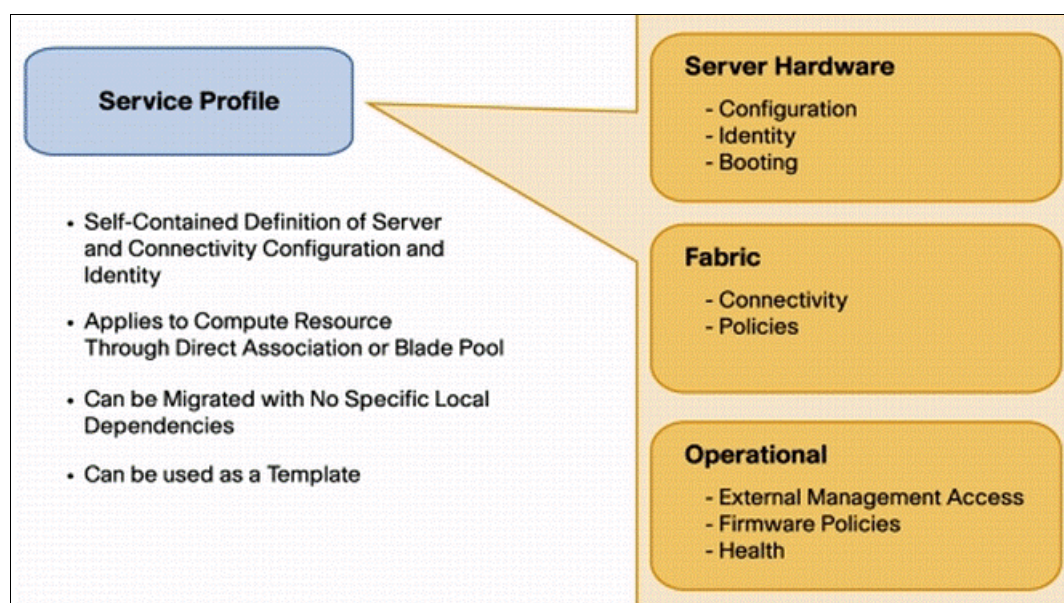 Service Profile
• Self-Contained Definition of Server
and Connectivity Configuration and
Identity
• Applies to Compute Resource
Through Direct Association or Blade Pool
• Can be Migrated with No Specific Local
Dependencies
• Can be used as a Template
Server Hardware
- Configuration
- Identity
- Booting
Fabric
- Connectivity
- Policies
Operational
- External Management Access
- Firmware Policies
- Health